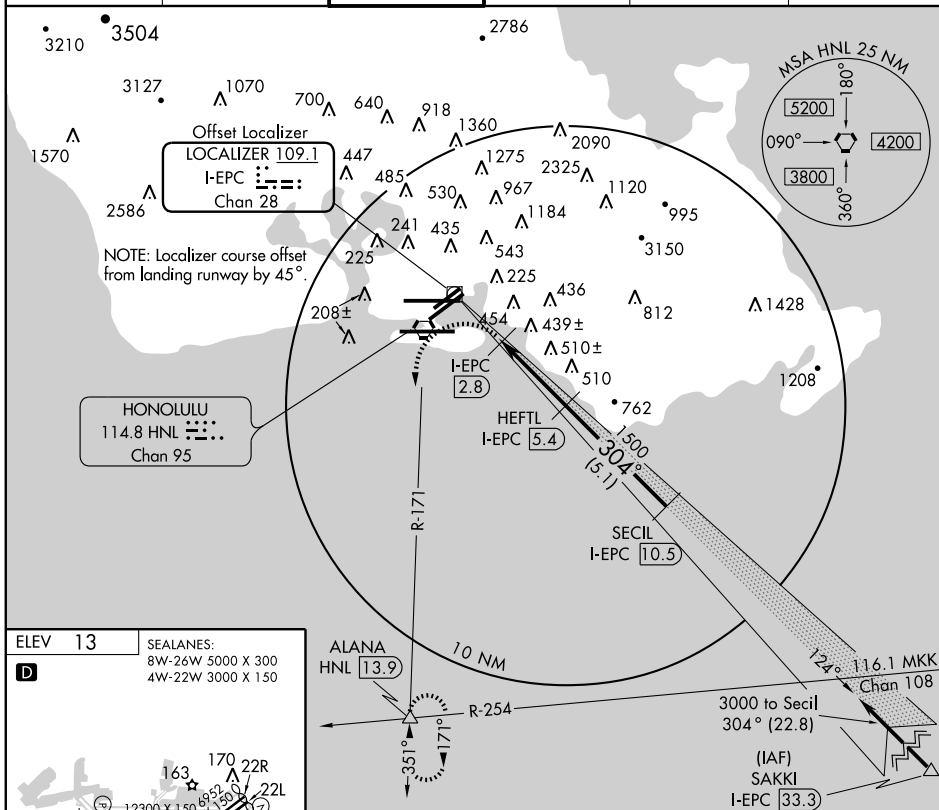 3210
3504
2786
3127
1070
700
640
918
1360
2090
1570
MSA HNL 25 NM
180°
5200
090°
4200
3800
360°
Offset Localizer
LOCALIZER 109.1
I-EPC
Chan 28
447
485
1275
2325
530
967
1120
995
2586
1184
241
435
543
3150
225
NOTE: Localizer course offset
from landing runway by 45°.
225
436
812
1428
208±
454
439±
510±
510
1208
762
I-EPC
2.8
HEFTL
I-EPC 5.4
HONOLULU
114.8 HNL
Chan 95
1500
304°
(5.1)
R-171
SECIL
I-EPC 10.5
10 NM
ALANA
HNL 13.9
124°
116.1 MKK
Chan 108
R-254
3000 to Secil
304° (22.8)
351°
171°
(IAF)
SAKKI
I-EPC 33.3
ELEV 13
D
SEALANES:
8W-26W 5000 X 300
4W-22W 3000 X 150
163
170
22R
22L
6952
150
12300 X 150
P